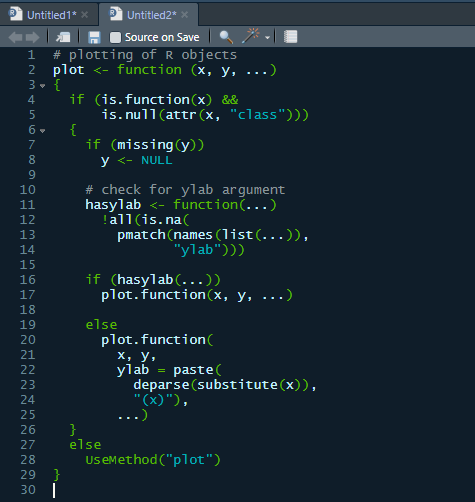 Untitled1* × Untitled2* ×
Source on Save
1 # plotting of R objects
2 plot <- function (x, y, ...)
3 {
4   if (is.function(x) &&
5       is.null(attr(x, "class")))
6   {
7     if (missing(y))
8       y <- NULL
9
10     # check for ylab argument
11     hasylab <- function(...)
12       !all(is.na(
13         pmatch(names(list(...)),
14                "ylab")))
15
16     if (hasylab(...))
17       plot.function(x, y, ...)
18
19     else
20       plot.function(
21         x, y,
22         ylab = paste(
23           deparse(substitute(x)),
24           "(x)"),
25         ...)
26   }
27   else
28     UseMethod("plot")
29 }
30